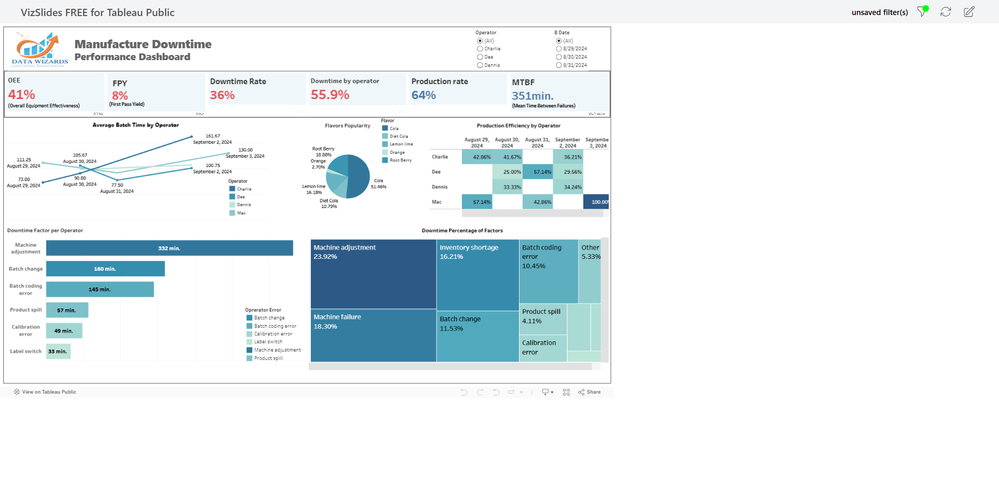 VizSlides FREE for Tableau Public
unsaved filter(s)
DATA WIZARDS
Manufacture Downtime
Performance Dashboard
Operator
(All)
Charlie
Dee
Dennis
B Date
(All)
8/29/2024
8/30/2024
8/31/2024
OEE
41%
(Overall Equipment Effectiveness)
FPY
8%
(First Pass Yield)
Downtime Rate
36%
Downtime by operator
55.9%
Production rate
64%
MTBF
351min.
(Mean Time Between Failures)
41%
Abc
351min
Average Batch Time by Operator
161.67
September 2, 2024
130.00
September 3, 2024
111.25
August 29, 2024
105.67
August 30, 2024
100.75
September 2, 2024
73.00
August 29, 2024
90.80
August 30, 2024
77.50
August 31, 2024
Operator
Charlie
Dee
Dennis
Mac
Flavors Popularity
Flavor
Cola
Diet Cola
Lemon lime
Orange
Root Berry
Root Berry
18.88%
Orange
2.70%
Lemon lime
16.18%
Diet Cola
10.79%
Cola
51.46%
Production Efficiency by Operator
August 29, 2024
August 30, 2024
August 31, 2024
September 2, 2024
Septembe 3, 2024
Charlie 42.86% 41.67% 36.21%
Dee 25.00% 57.14% 29.56%
Dennis 33.33% 34.24%
Mac 57.14% 42.86% 100.00%
Downtime Factor per Operator
Machine adjustment
332 min.
Batch change
160 min.
Batch coding error
145 min.
Product spill
57 min.
Calibration error
49 min.
Label switch
33 min.
Oprerator Error
Batch change
Batch coding error
Calibration error
Label switch
Machine adjustment
Product spill
Downtime Percentage of Factors
Machine adjustment
23.92%
Machine failure
18.30%
Inventory shortage
16.21%
Batch change
11.53%
Batch coding
error
10.45%
Other
5.33%
Product spill
4.11%
Calibration
error
View on Tableau Public
Share